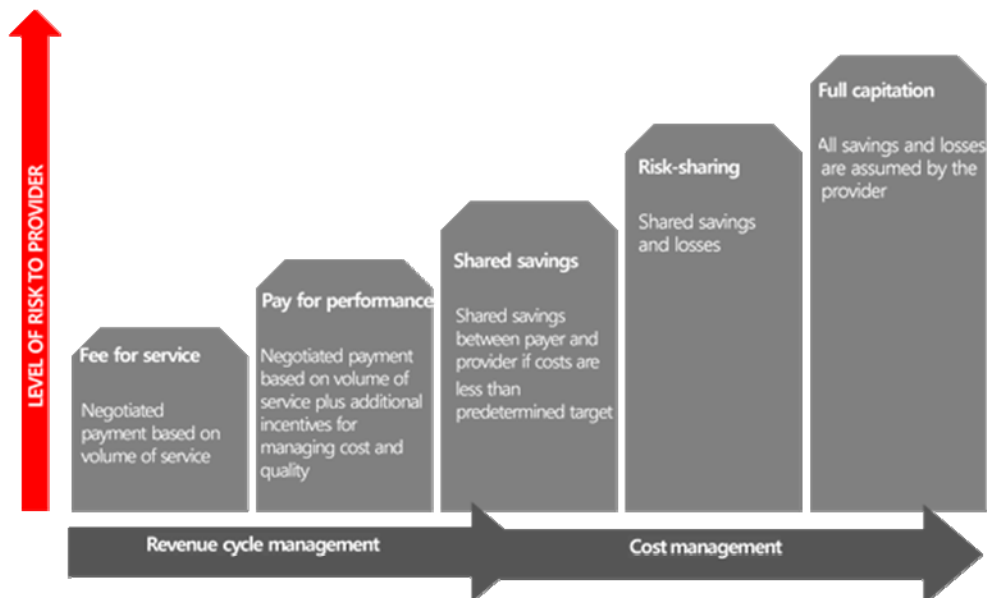 LEVEL OF RISK TO PROVIDER
Fee for service
Negotiated
payment based on
volume of service
Pay for performance
Negotiated payment
based on volume of
service plus additional
incentives for
managing cost and
quality
Shared savings
Shared savings
between payer and
provider if costs are
less than
predetermined target
Risk-sharing
Shared savings
and losses
Full capitation
All savings and losses
are assumed by the
provider
Revenue cycle management
Cost management